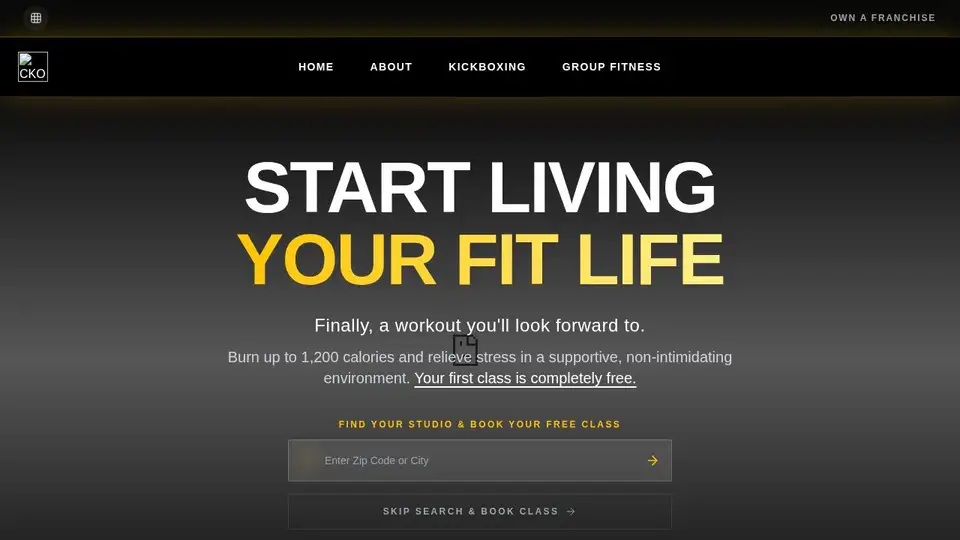 OWN A FRANCHISE
CKO
HOME ABOUT KICKBOXING GROUP FITNESS
START LIVING
YOUR FIT LIFE
Finally, a workout you'll look forward to.
Burn up to 1,200 calories and relieve stress in a supportive, non-intimidating
environment. Your first class is completely free.
FIND YOUR STUDIO & BOOK YOUR FREE CLASS
Enter Zip Code or City
SKIP SEARCH & BOOK CLASS